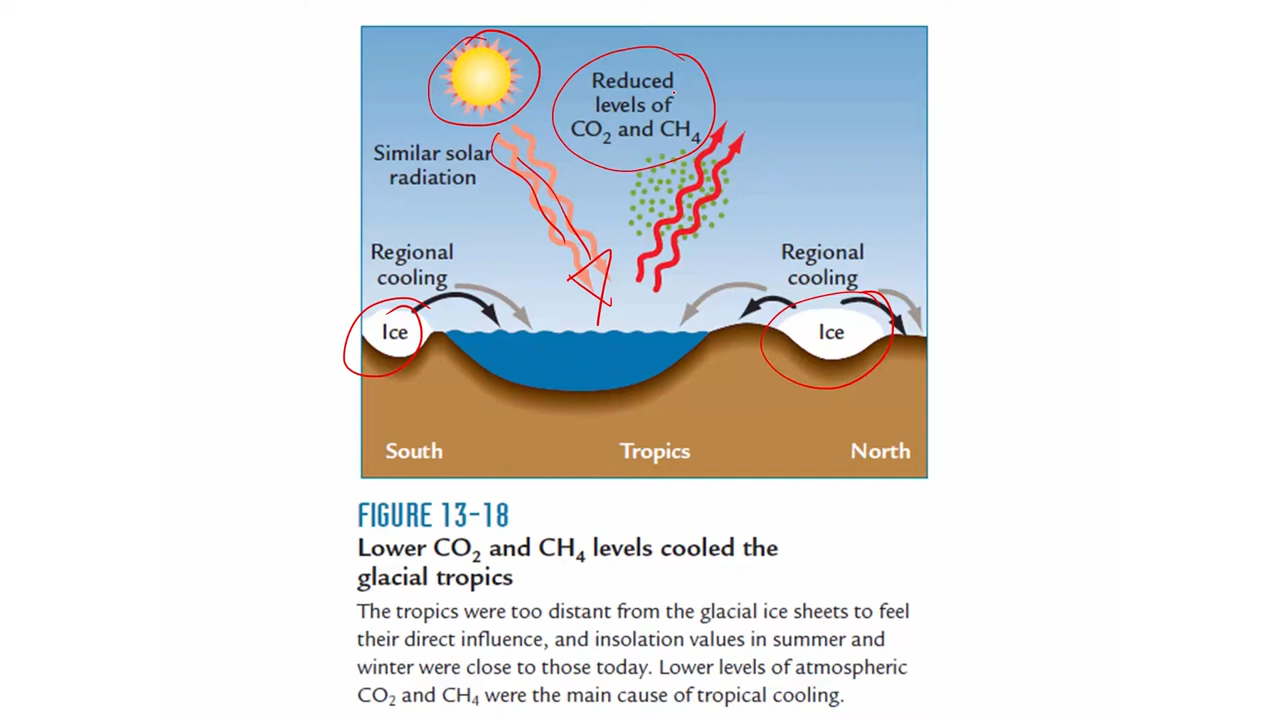 Reduced
levels of
CO₂ and CH₄
Similar solar
radiation
Regional
cooling
Regional
cooling
Ice
Ice
South
Tropics
North
FIGURE 13–18
Lower CO₂ and CH₄ levels cooled the
glacial tropics
The tropics were too distant from the glacial ice sheets to feel
their direct influence, and insolation values in summer and
winter were close to those today. Lower levels of atmospheric
CO₂ and CH₄ were the main cause of tropical cooling.